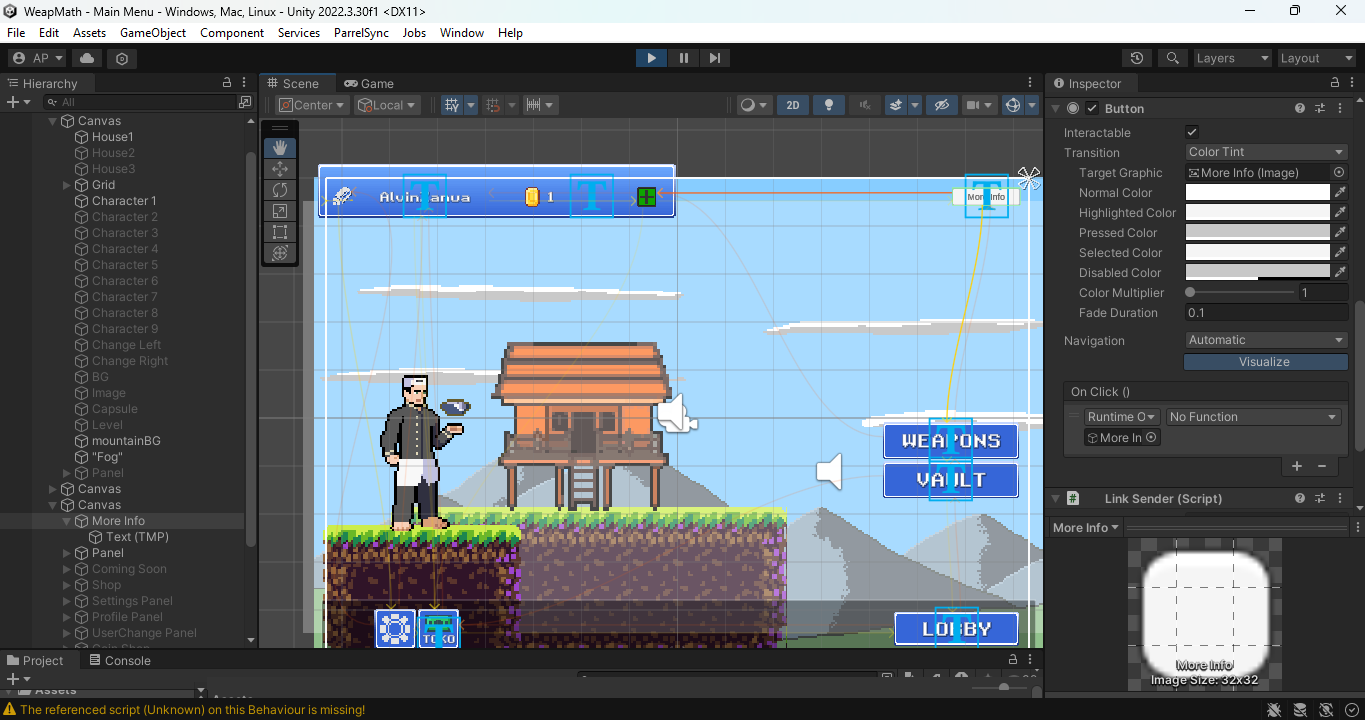 WeapMath - Main Menu - Windows, Mac, Linux - Unity 2022.3.30f1 <DX11>
File Edit Assets GameObject Component Services ParrelSync Jobs Window Help
AP Layers Layout
Hierarchy
All
Canvas
House1
House2
House3
Grid
Character 1
Character 2
Character 3
Character 4
Character 5
Character 6
Character 7
Character 8
Character 9
Change Left
Change Right
BG
Image
Capsule
Level
mountainBG
"Fog"
Panel
Canvas
Canvas
More Info
Text (TMP)
Panel
Coming Soon
Shop
Settings Panel
Profile Panel
UserChange Panel
Scene Game
Center Local 2D
1
More Info
WEAPONS
VAULT
LOBBY
TOKO
Inspector
Button
Interactable
Transition Color Tint
Target Graphic More Info (Image)
Normal Color
Highlighted Color
Pressed Color
Selected Color
Disabled Color
Color Multiplier 1
Fade Duration 0.1
Navigation Automatic
Visualize
On Click ()
Runtime O No Function
More In
Link Sender (Script)
More Info
More Info
Image Size: 32x32
Project Console
Assets
Assets
The referenced script (Unknown) on this Behaviour is missing!